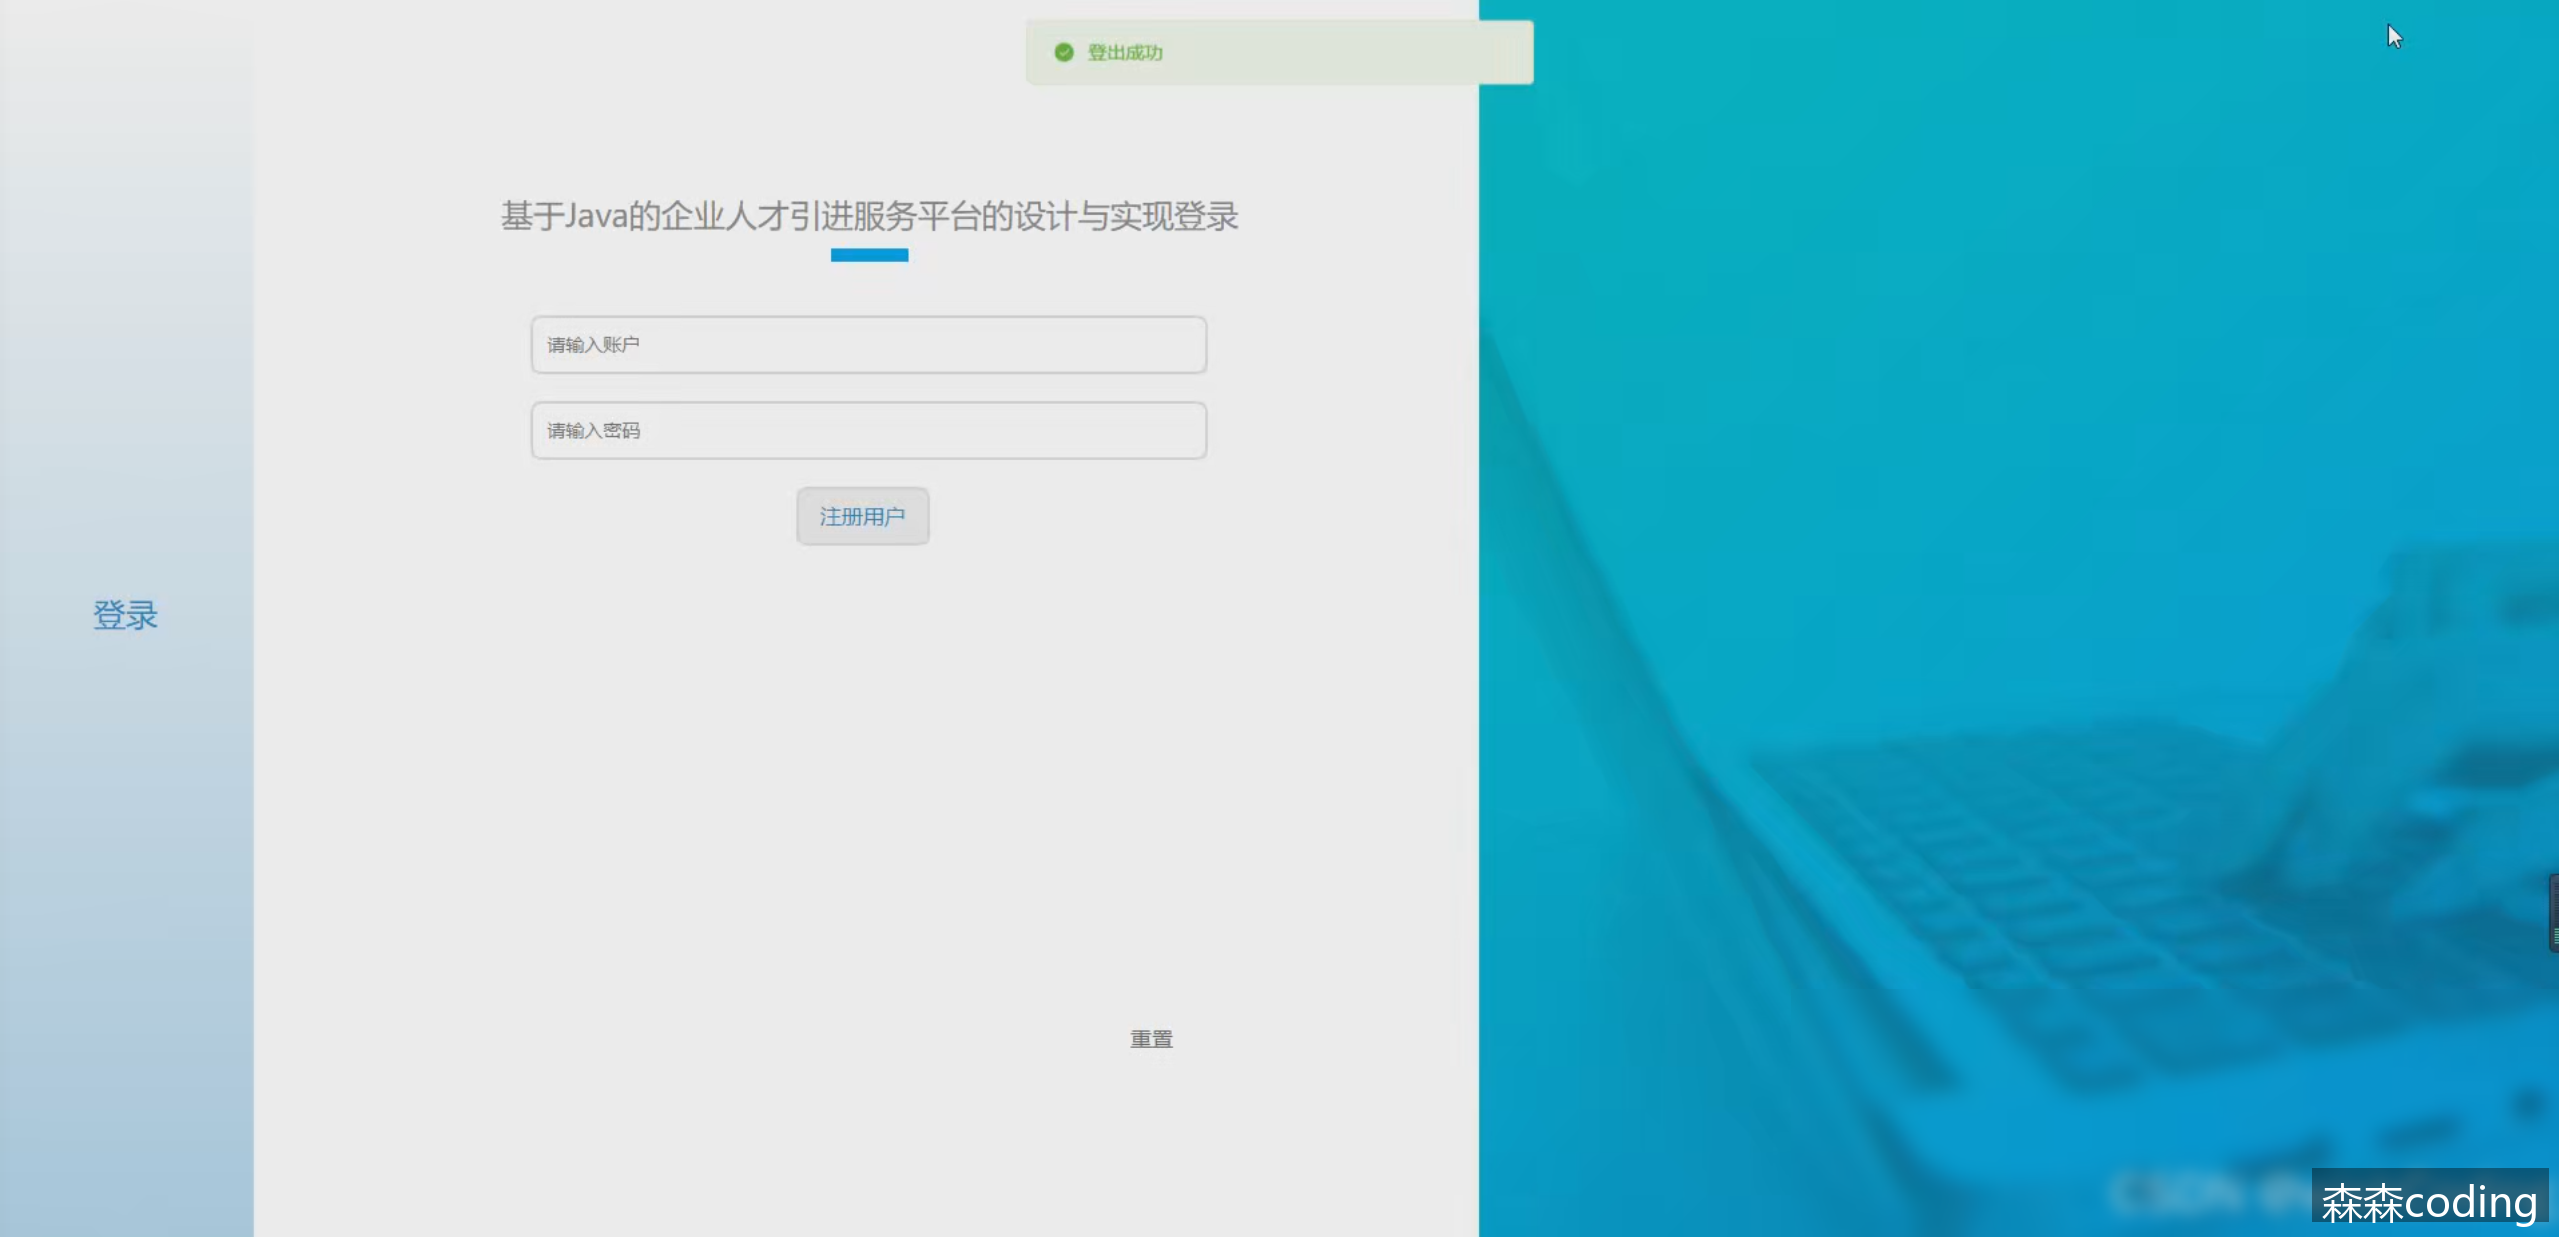 登出成功
基于Java的企业人才引进服务平台的设计与实现登录
请输入账户
请输入密码
注册用户
登录
重置
森森coding